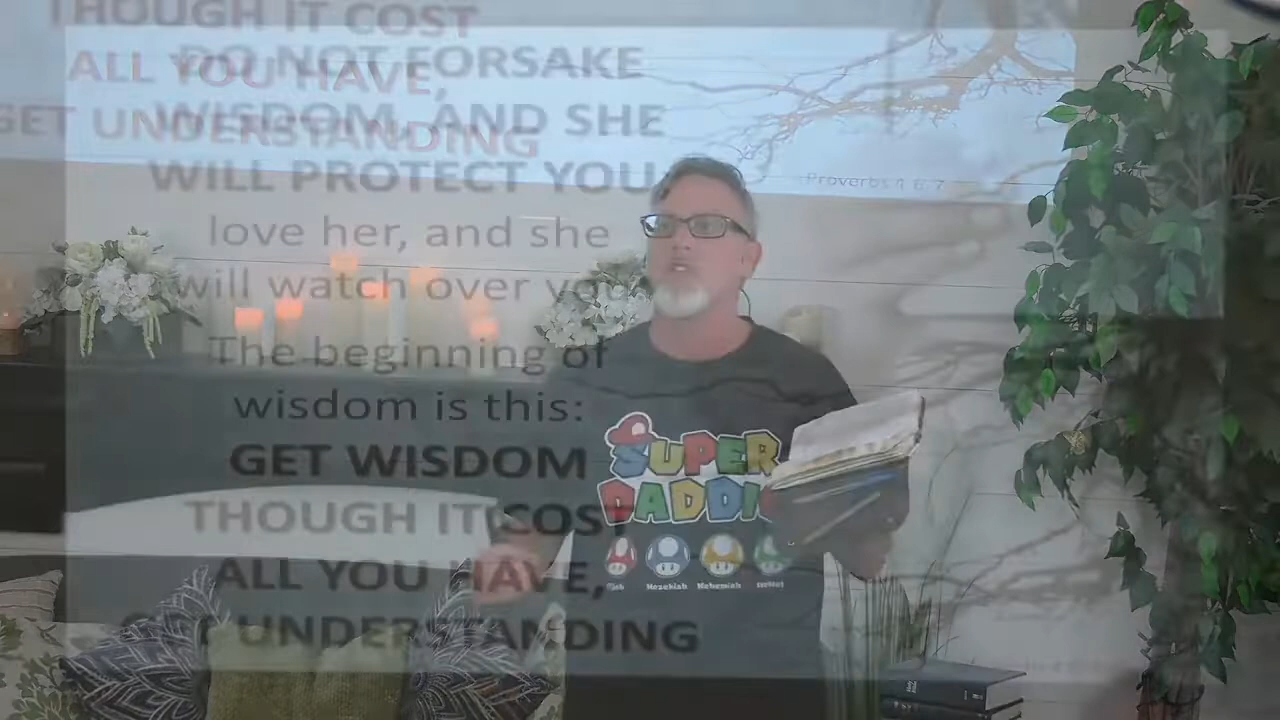 THOUGH IT COST
ALL YOU HAVE,
GET UNDERSTANDING
Proverbs 4 6-7
DO NOT FORSAKE
WISDOM, AND SHE
WILL PROTECT YOU
love her, and she
will watch over you
The beginning of
wisdom is this:
GET WISDOM
THOUGH IT COST
ALL YOU HAVE,
GET UNDERSTANDING
SUPER
DADDI
Hezekiah Nehemiah